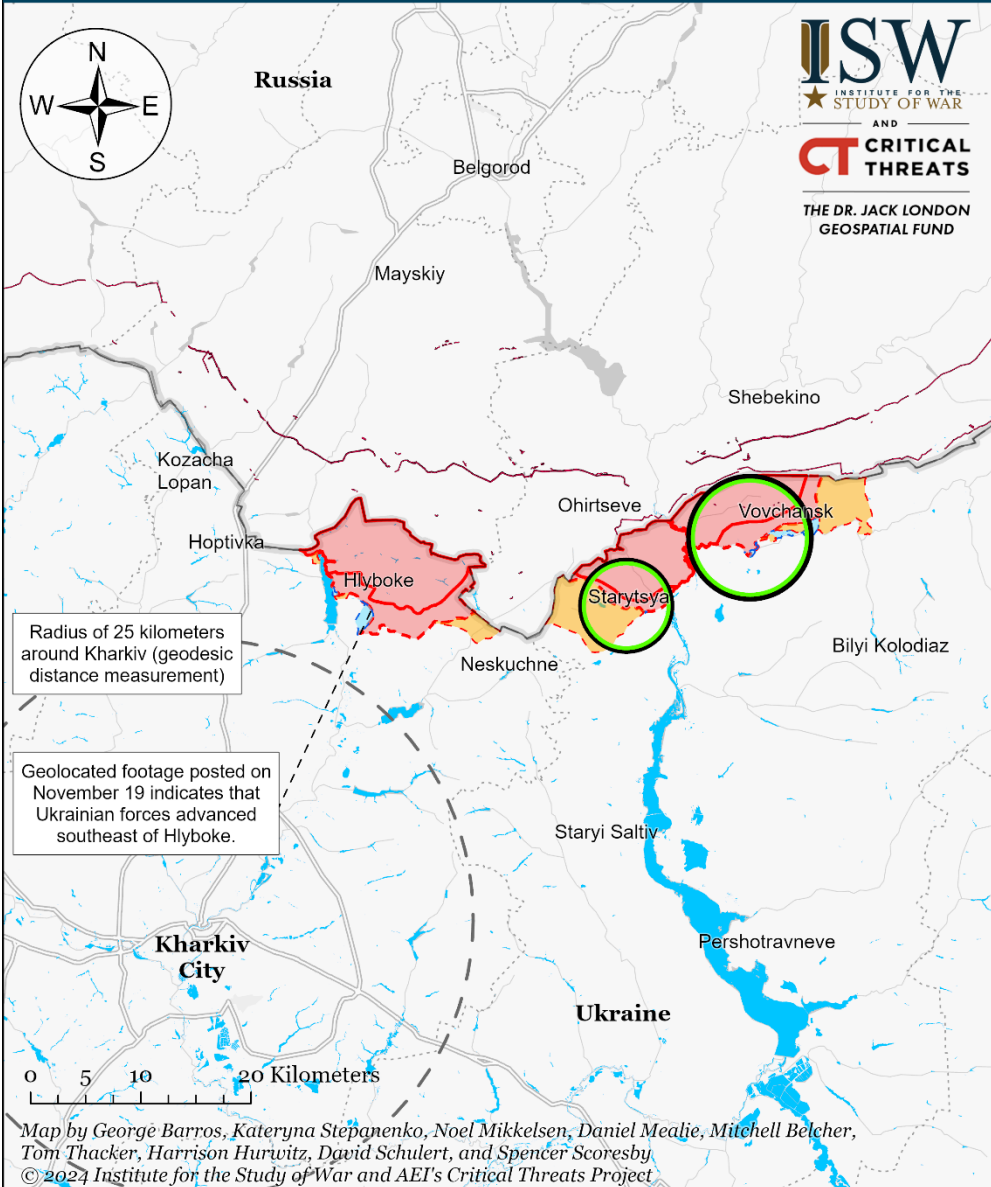 N
W E
S
Russia
ISW
INSTITUTE FOR THE
STUDY OF WAR
AND
CT CRITICAL
THREATS
THE DR. JACK LONDON
GEOSPATIAL FUND
Belgorod
Mayskiy
Shebekino
Kozacha
Lopan
Ohirtseve
Vovchansk
Hoptivka
Hlyboke
Starytsya
Radius of 25 kilometers
around Kharkiv (geodesic
distance measurement)
Neskuchne
Bilyi Kolodiaz
Geolocated footage posted on
November 19 indicates that
Ukrainian forces advanced
southeast of Hlyboke.
Staryi Saltiv
Kharkiv
City
Pershotravneve
Ukraine
0 5 10 20 Kilometers
Map by George Barros, Kateryna Stepanenko, Noel Mikkelsen, Daniel Mealie, Mitchell Belcher,
Tom Thacker, Harrison Hurwitz, David Schulert, and Spencer Scoresby
© 2024 Institute for the Study of War and AEI's Critical Threats Project